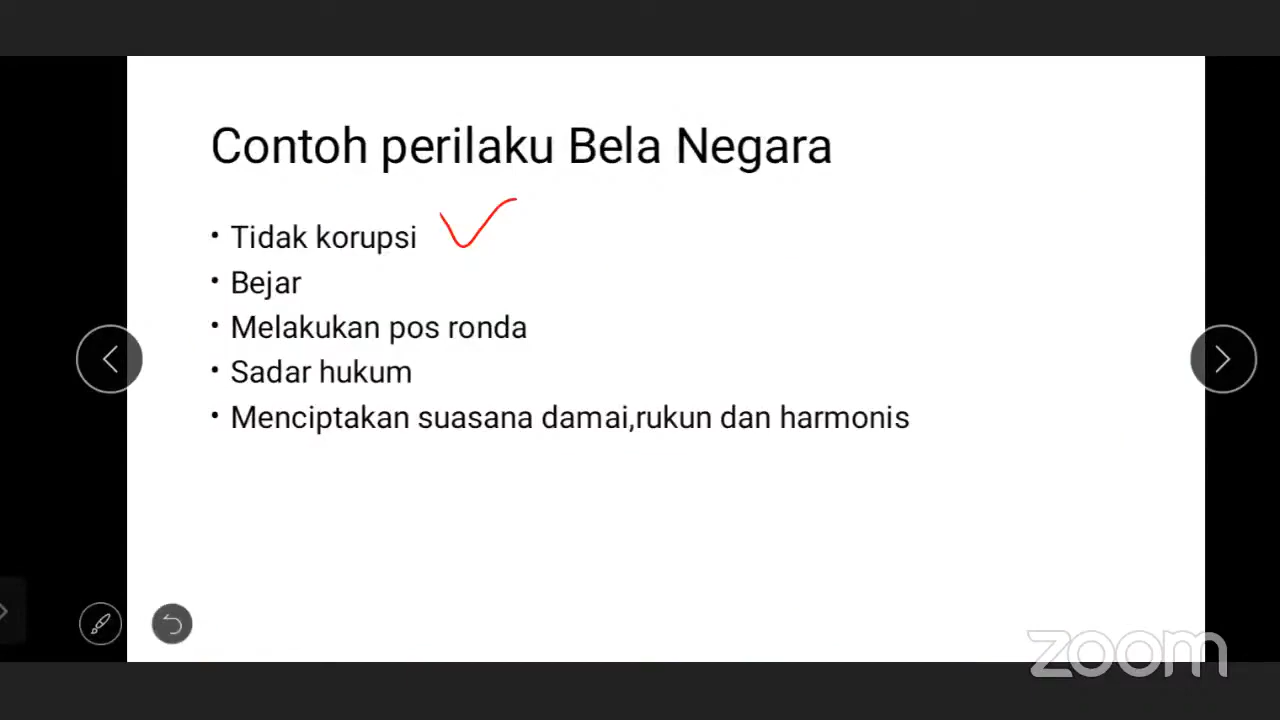 Contoh perilaku Bela Negara
• Tidak korupsi
• Bejar
• Melakukan pos ronda
• Sadar hukum
• Menciptakan suasana damai,rukun dan harmonis
zoom